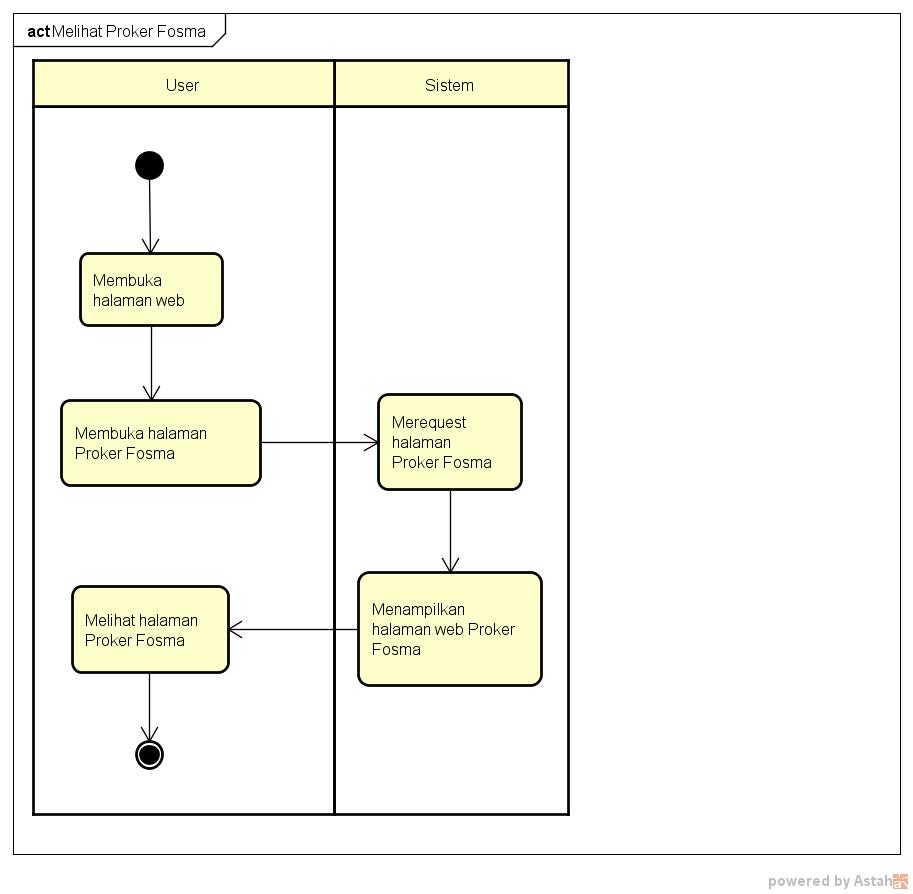 act Melihat Proker Fosma
User
Sistem
Membuka
halaman web
Membuka halaman
Proker Fosma
Merequest
halaman
Proker Fosma
Menampilkan
halaman web Proker
Fosma
Melihat halaman
Proker Fosma
powered by Astah